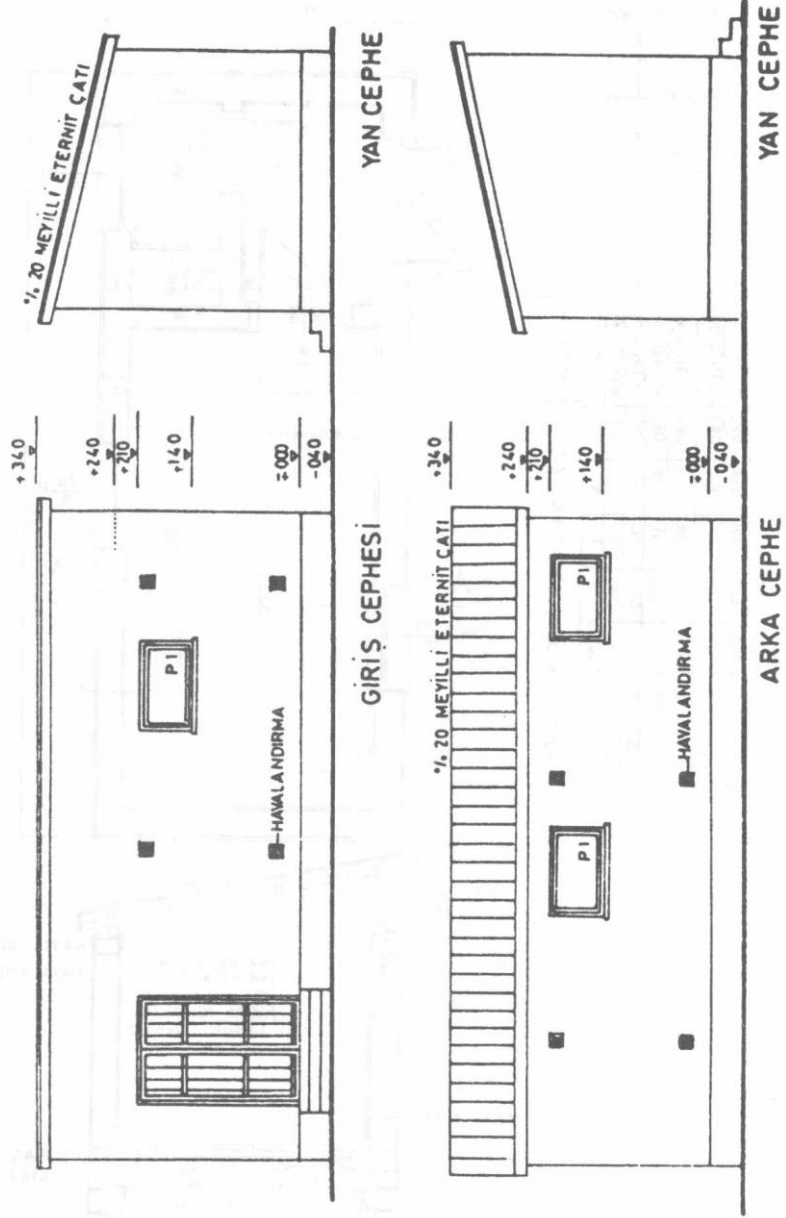 +340
+240
+210
+140
∓000
-040
P1
HAVALANDIRMA
GİRİŞ CEPHESİ
% 20 MEYİLLİ ETERNİT ÇATI
YAN CEPHE
% 20 MEYİLLİ ETERNİT ÇATI
+340
+240
+210
+140
∓000
-040
P1
P1
HAVALANDIRMA
ARKA CEPHE
YAN CEPHE